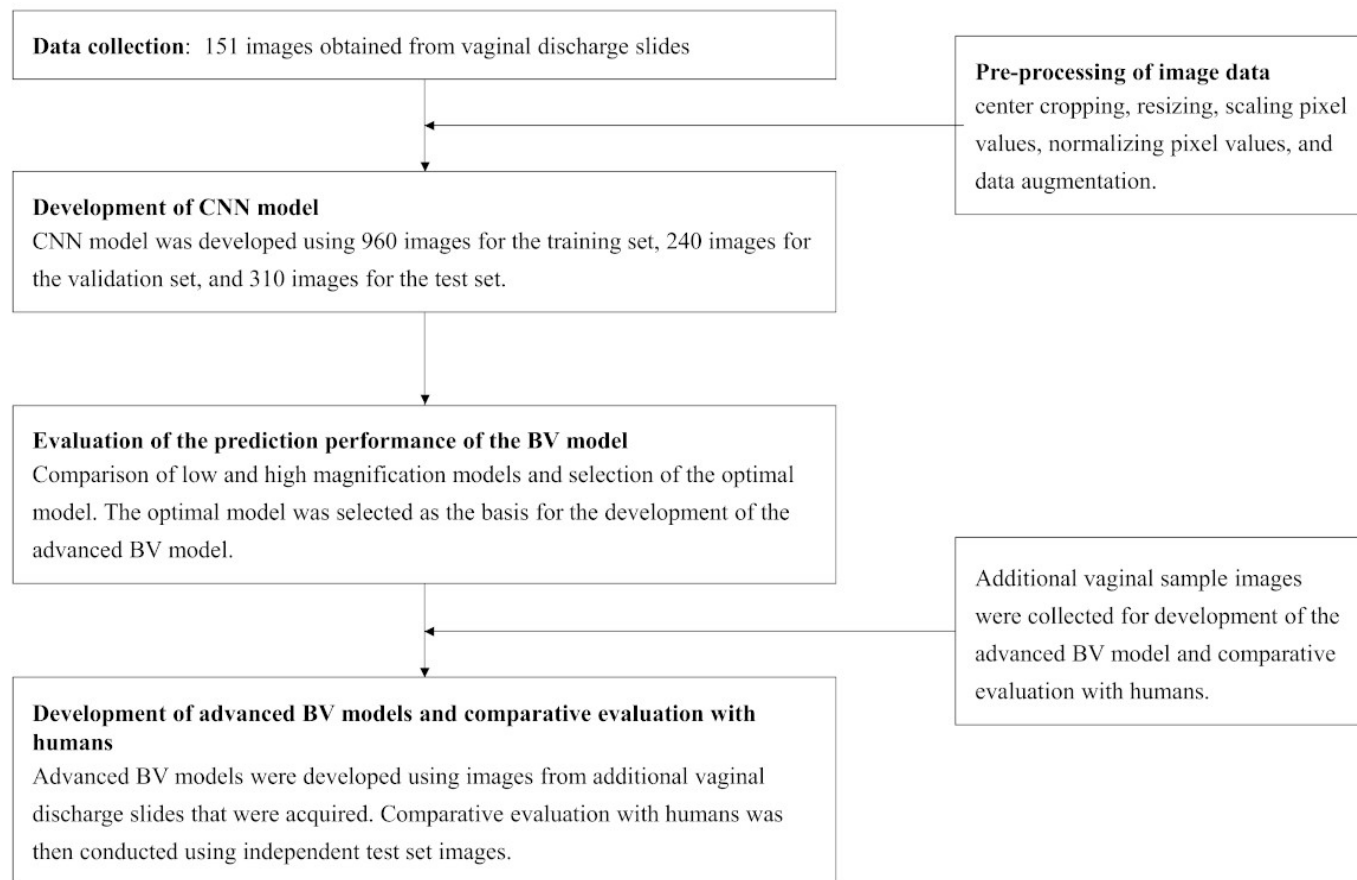 Data collection: 151 images obtained from vaginal discharge slides
Pre-processing of image data
center cropping, resizing, scaling pixel
values, normalizing pixel values, and
data augmentation.
Development of CNN model
CNN model was developed using 960 images for the training set, 240 images for
the validation set, and 310 images for the test set.
Evaluation of the prediction performance of the BV model
Comparison of low and high magnification models and selection of the optimal
model. The optimal model was selected as the basis for the development of the
advanced BV model.
Additional vaginal sample images
were collected for development of the
advanced BV model and comparative
evaluation with humans.
Development of advanced BV models and comparative evaluation with
humans
Advanced BV models were developed using images from additional vaginal
discharge slides that were acquired. Comparative evaluation with humans was
then conducted using independent test set images.